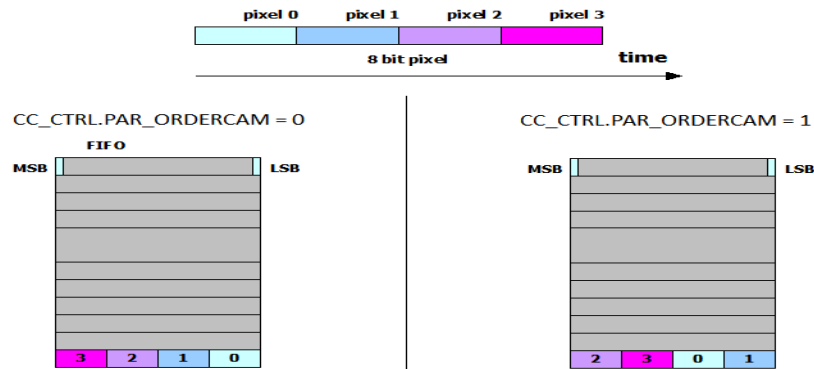 pixel 0 pixel 1 pixel 2 pixel 3
8 bit pixel time
CC_CTRL.PAR_ORDERCAM = 0
FIFO
MSB LSB
3 2 1 0
CC_CTRL.PAR_ORDERCAM = 1
MSB LSB
2 3 0 1